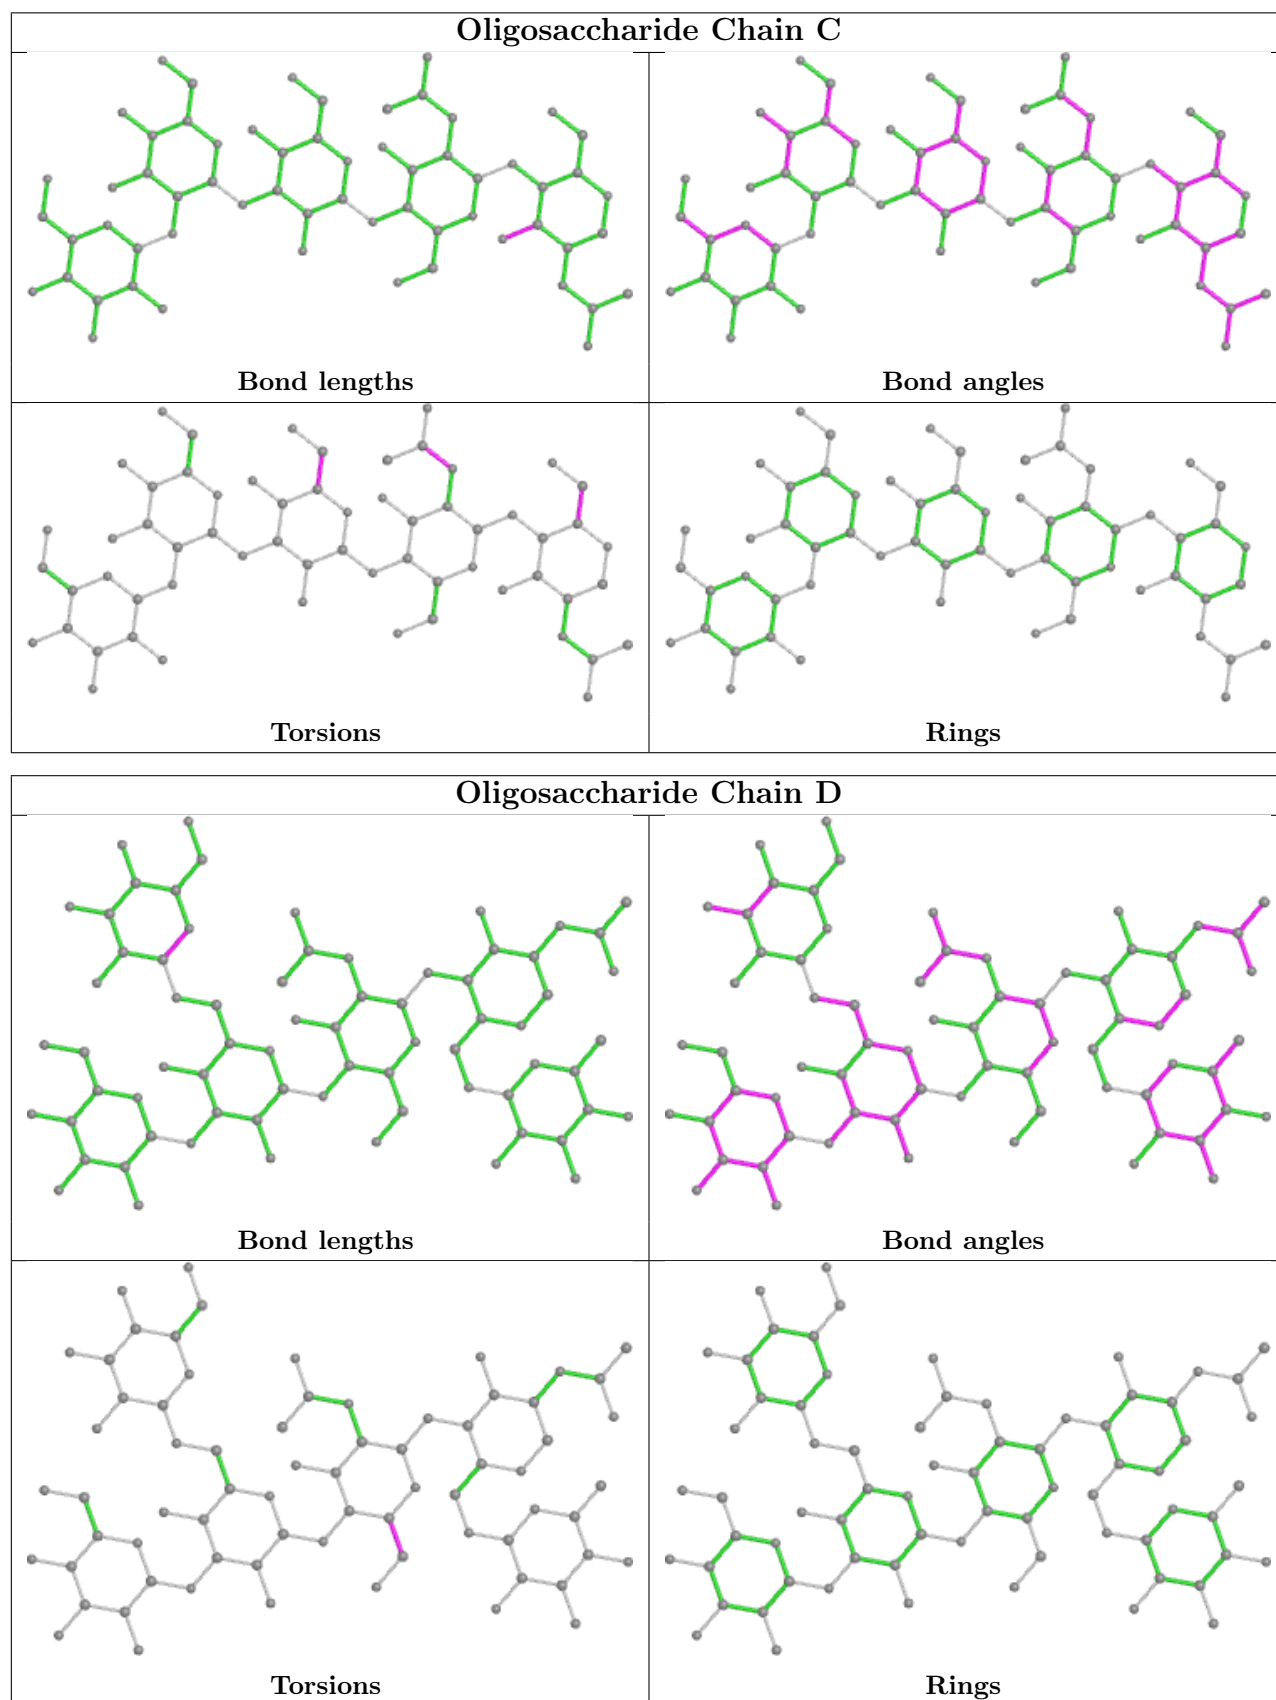 Oligosaccharide Chain C
Bond lengths
Bond angles
Torsions
Rings
Oligosaccharide Chain D
Bond lengths
Bond angles
Torsions
Rings